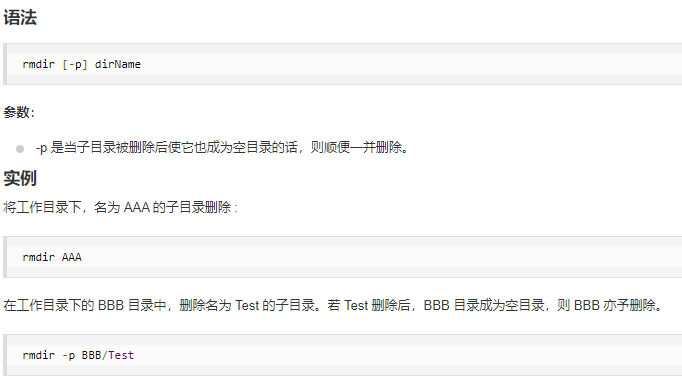 语法
rmdir [-p] dirName
参数：
-p 是当子目录被删除后使它也成为空目录的话，则顺便一并删除。
实例
将工作目录下，名为 AAA 的子目录删除 :
rmdir AAA
在工作目录下的 BBB 目录中，删除名为 Test 的子目录。若 Test 删除后，BBB 目录成为空目录，则 BBB 亦予删除。
rmdir -p BBB/Test